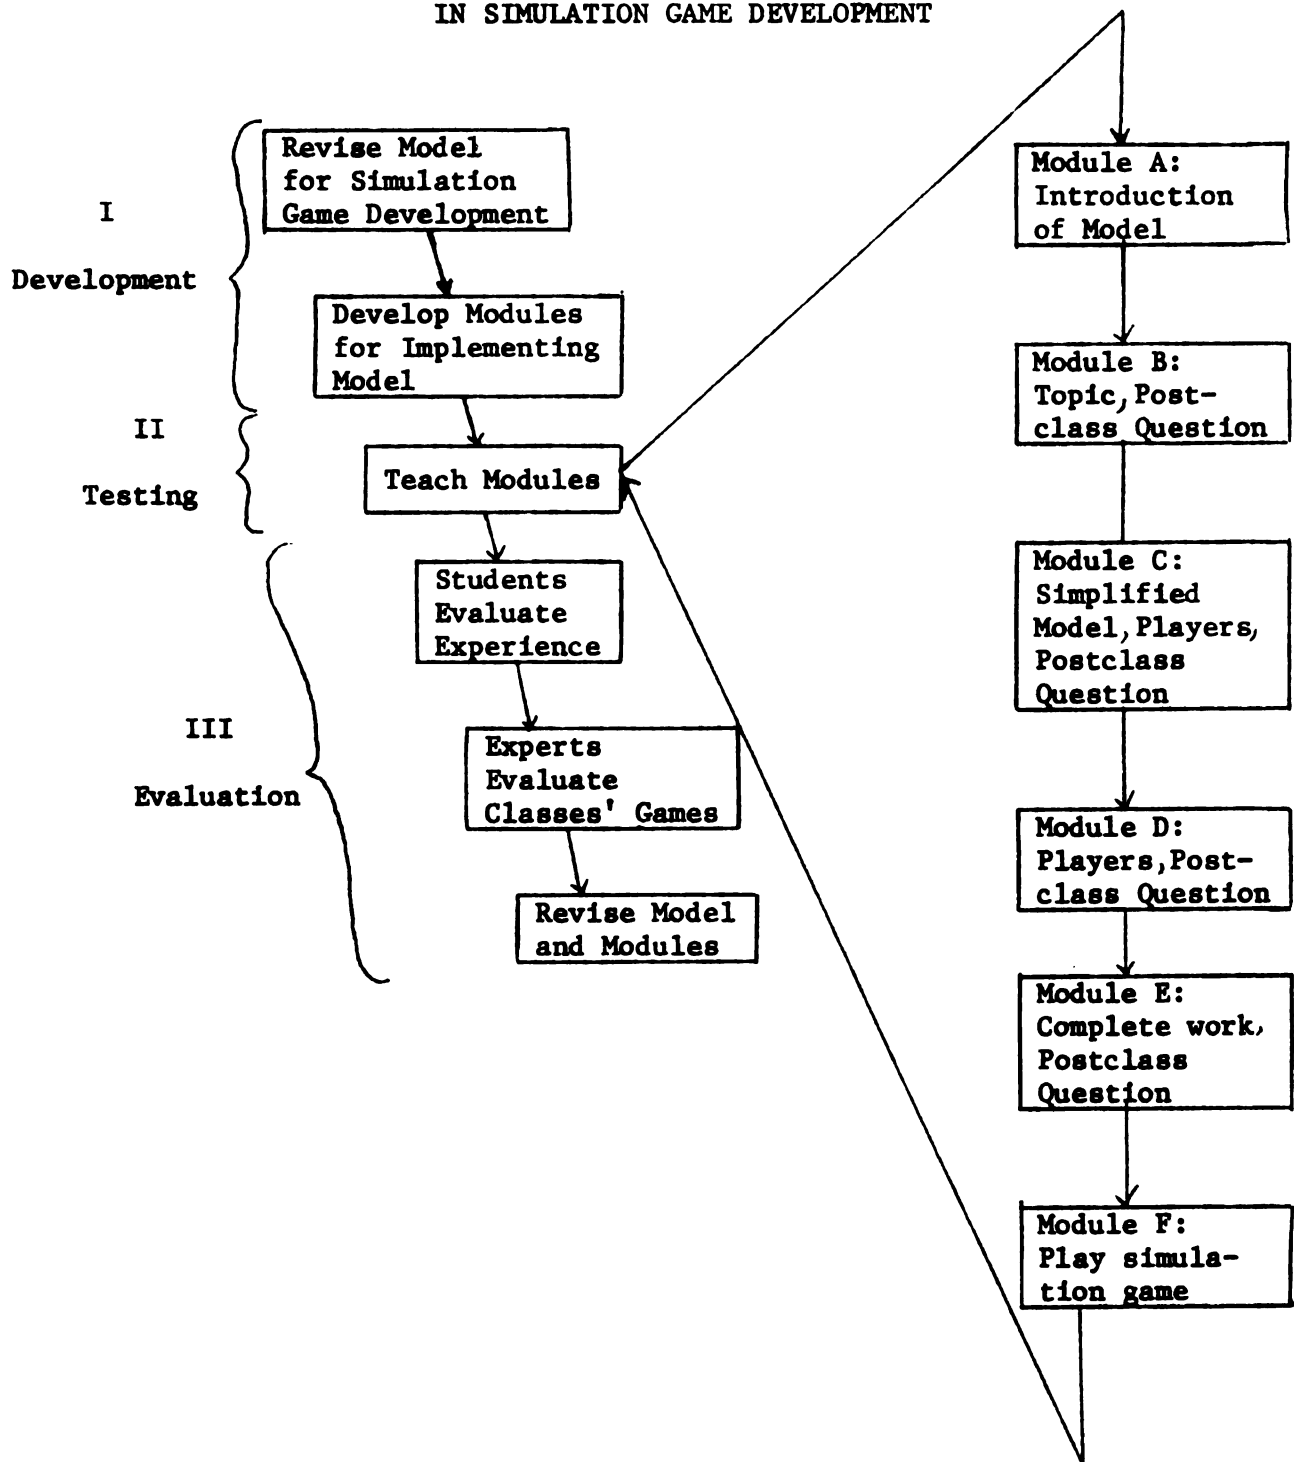 IN SIMULATION GAME DEVELOPMENT
I
Development
Revise Model
for Simulation
Game Development
Develop Modules
for Implementing
Model
II
Testing
Teach Modules
III
Evaluation
Students
Evaluate
Experience
Experts
Evaluate
Classes' Games
Revise Model
and Modules
Module A:
Introduction
of Model
Module B:
Topic, Post-
class Question
Module C:
Simplified
Model, Players,
Postclass
Question
Module D:
Players, Post-
class Question
Module E:
Complete work,
Postclass
Question
Module F:
Play simula-
tion game